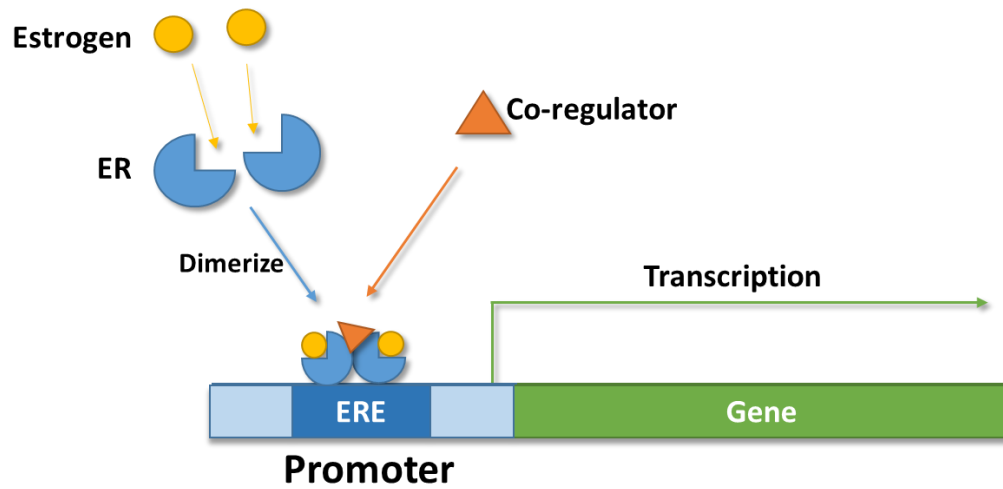 Estrogen
Co-regulator
ER
Dimerize
Transcription
ERE
Gene
Promoter